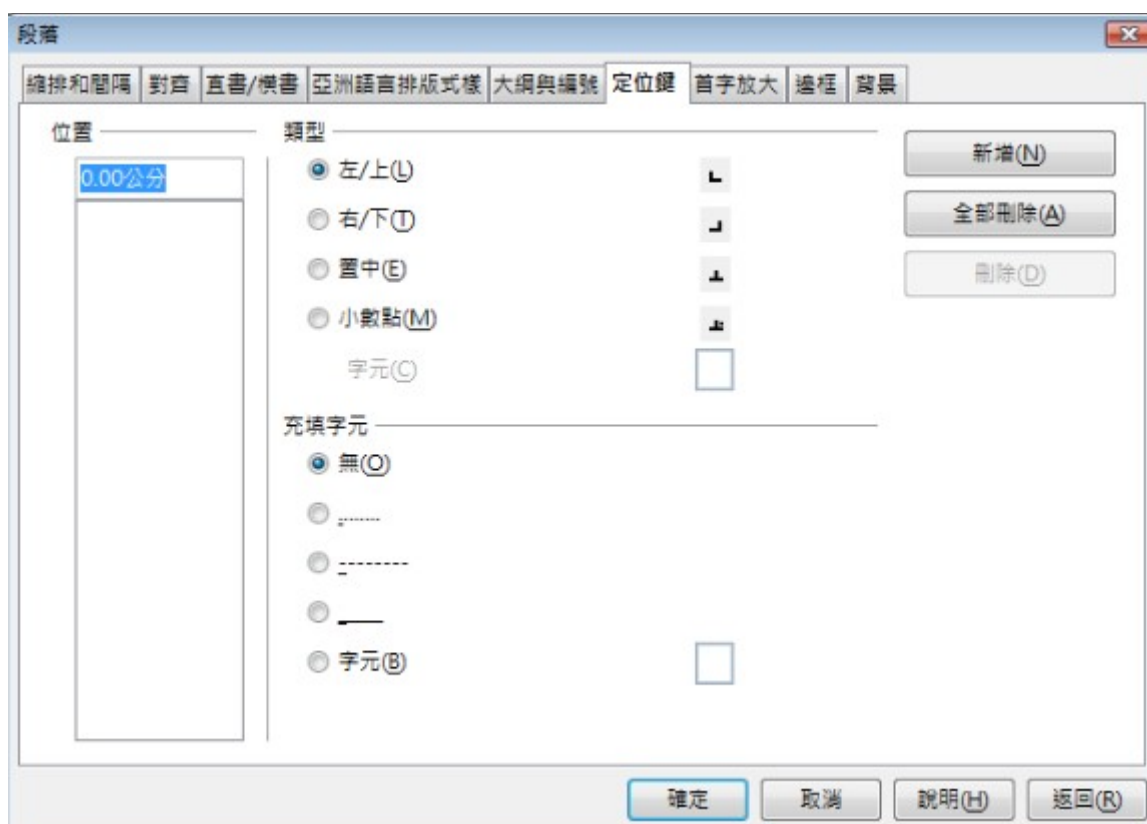 段落
縮排和間隔 對齊 直書/橫書 亞洲語言排版式樣 大綱與編號 定位鍵 首字放大 邊框 背景
位置
0.00公分
類型
左/上(L)
右/下(T)
置中(E)
小數點(M)
字元(C)
充填字元
無(O)
字元(B)
新增(N)
全部刪除(A)
刪除(D)
確定 取消 說明(H) 返回(R)